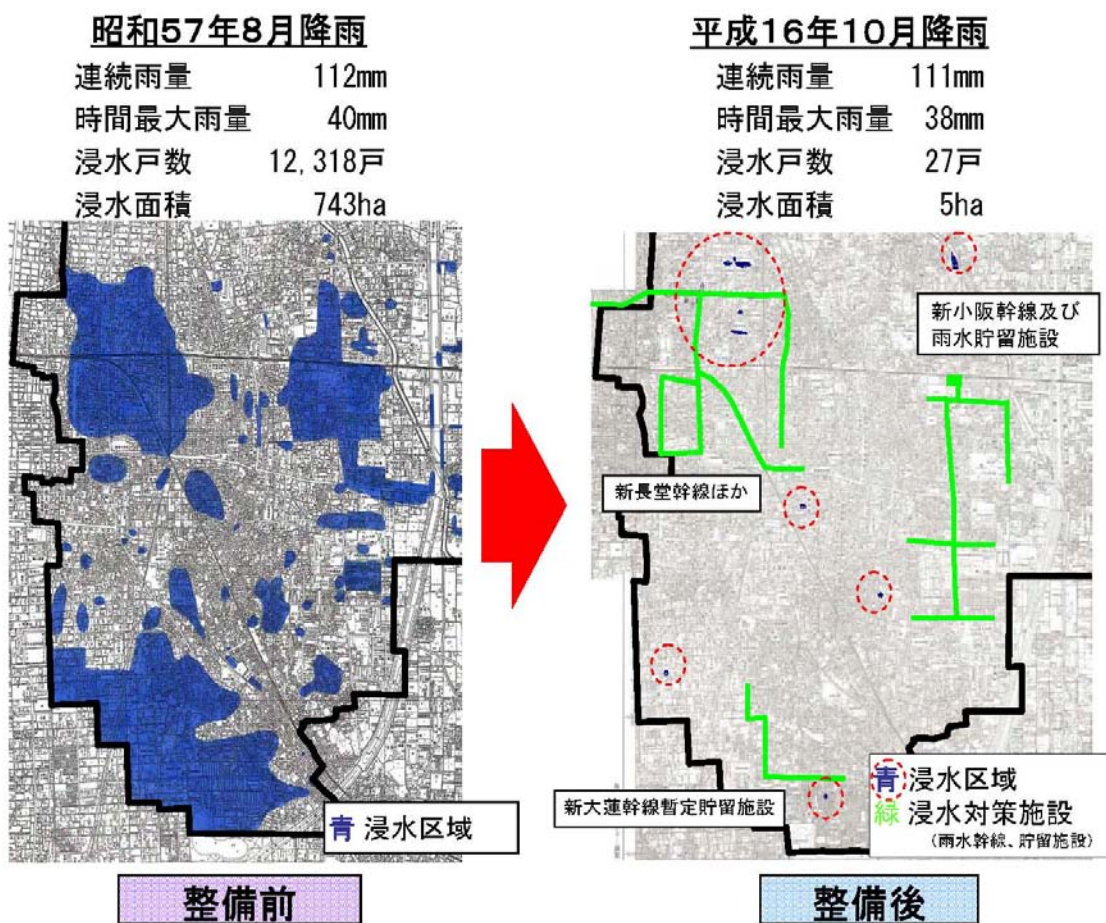 昭和57年8月降雨
連続雨量 112mm
時間最大雨量 40mm
浸水戸数 12,318戸
浸水面積 743ha
青 浸水区域
整備前
平成16年10月降雨
連続雨量 111mm
時間最大雨量 38mm
浸水戸数 27戸
浸水面積 5ha
新小阪幹線及び
雨水貯留施設
新長堂幹線ほか
新大蓮幹線暫定貯留施設
青 浸水区域
緑 浸水対策施設
(雨水幹線、貯留施設)
整備後